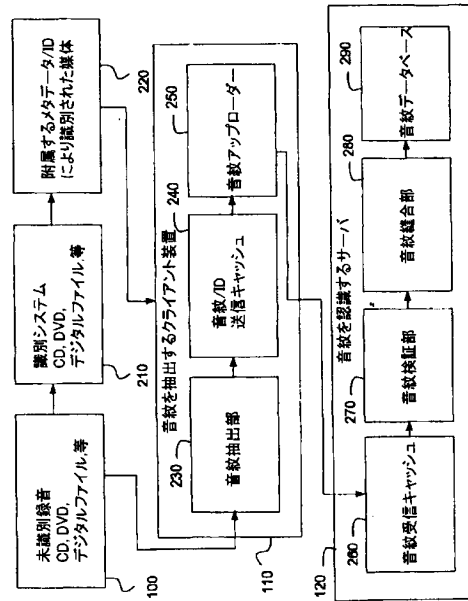 未識別録音
CD, DVD,
デジタルファイル,等
100
識別システム
CD, DVD,
デジタルファイル,等
210
附属するメタデータ/ID
により識別された媒体
220
音紋を抽出するクライアント装置
110
音紋抽出部
230
音紋/ID
送信キャッシュ
240
音紋アップローダー
250
音紋を認識するサーバ
120
音紋受信キャッシュ
260
音紋検証部
270
音紋縫合部
280
音紋データベース
290